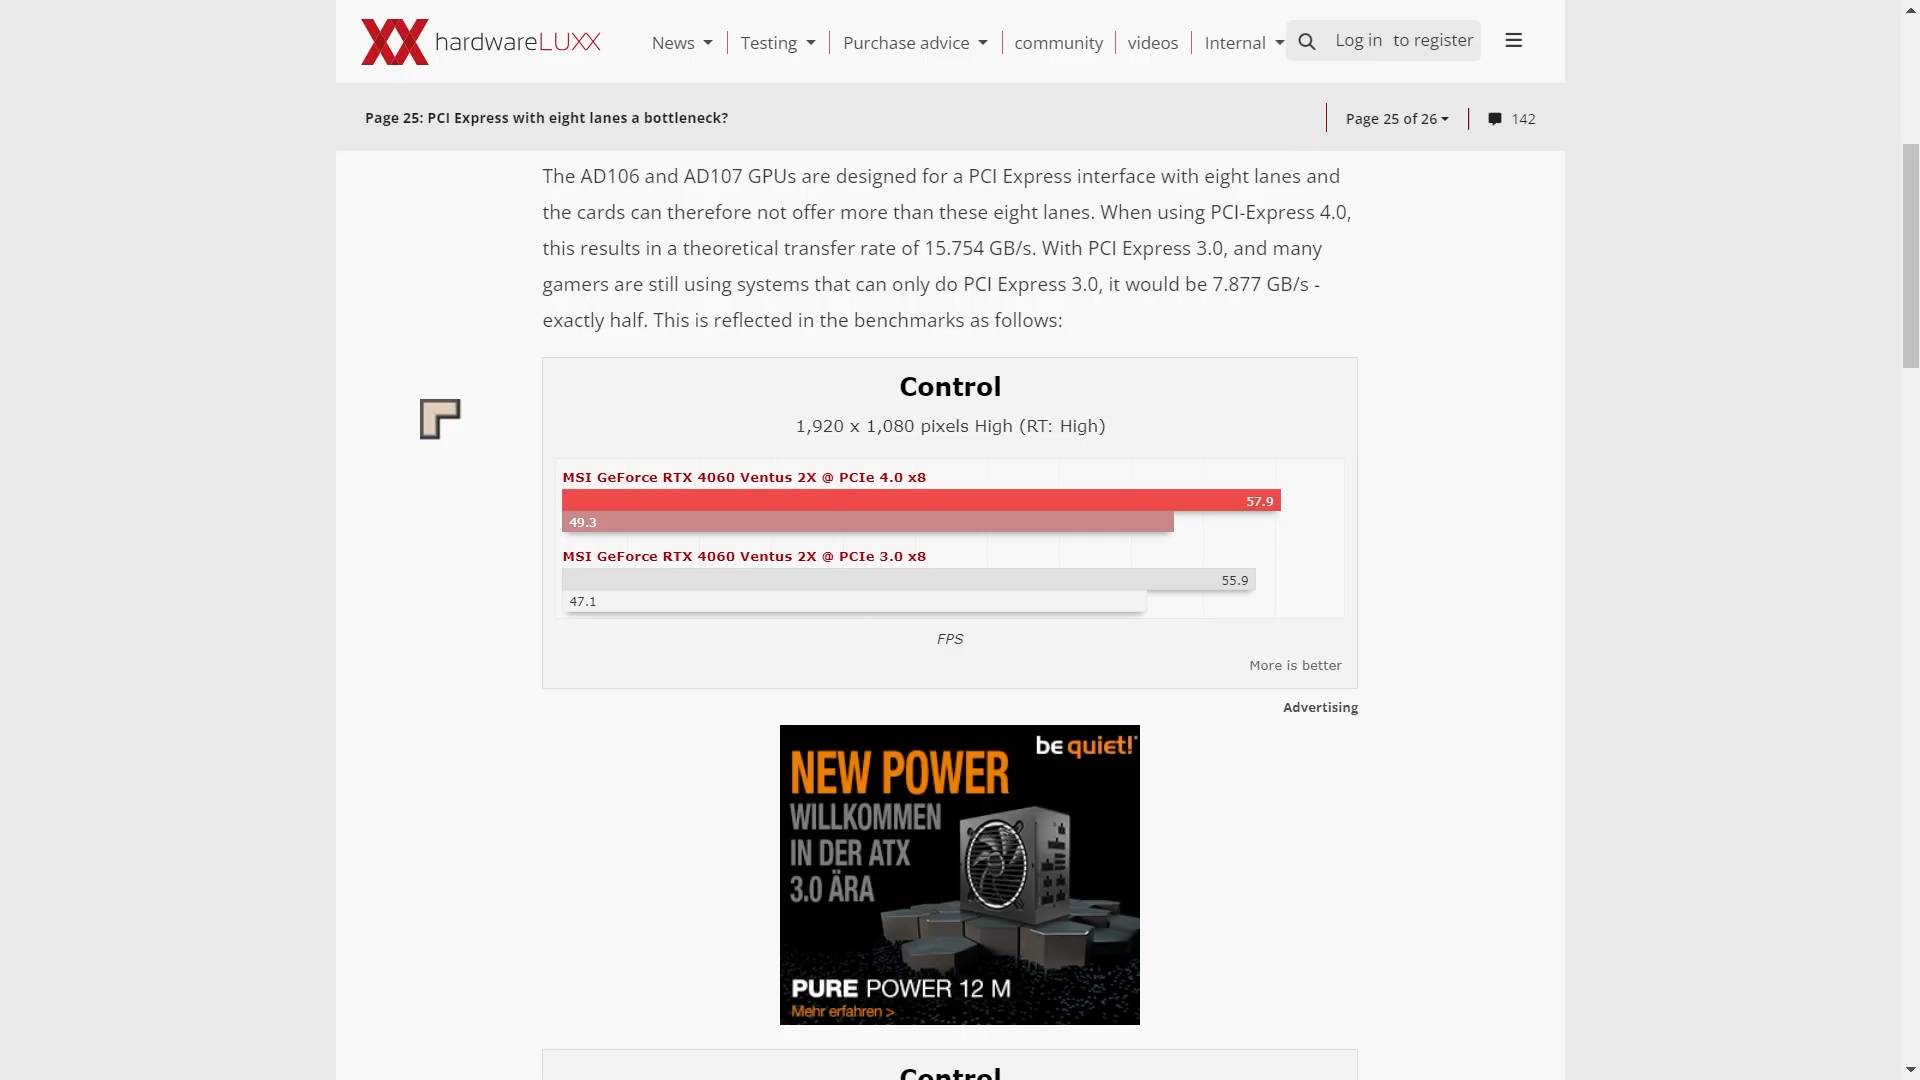 hardwareLUXX
News
Testing
Purchase advice
community
videos
Internal
Log in
to register
Page 25: PCI Express with eight lanes a bottleneck?
Page 25 of 26
142
The AD106 and AD107 GPUs are designed for a PCI Express interface with eight lanes and
the cards can therefore not offer more than these eight lanes. When using PCI-Express 4.0,
this results in a theoretical transfer rate of 15.754 GB/s. With PCI Express 3.0, and many
gamers are still using systems that can only do PCI Express 3.0, it would be 7.877 GB/s -
exactly half. This is reflected in the benchmarks as follows:
Control
1,920 x 1,080 pixels High (RT: High)
MSI GeForce RTX 4060 Ventus 2X @ PCIe 4.0 x8
57.9
49.3
MSI GeForce RTX 4060 Ventus 2X @ PCIe 3.0 x8
55.9
47.1
FPS
More is better
Advertising
be quiet!
NEW POWER
WILLKOMMEN
IN DER ATX
3.0 ÄRA
PURE POWER 12 M
Mehr erfahren >
Control